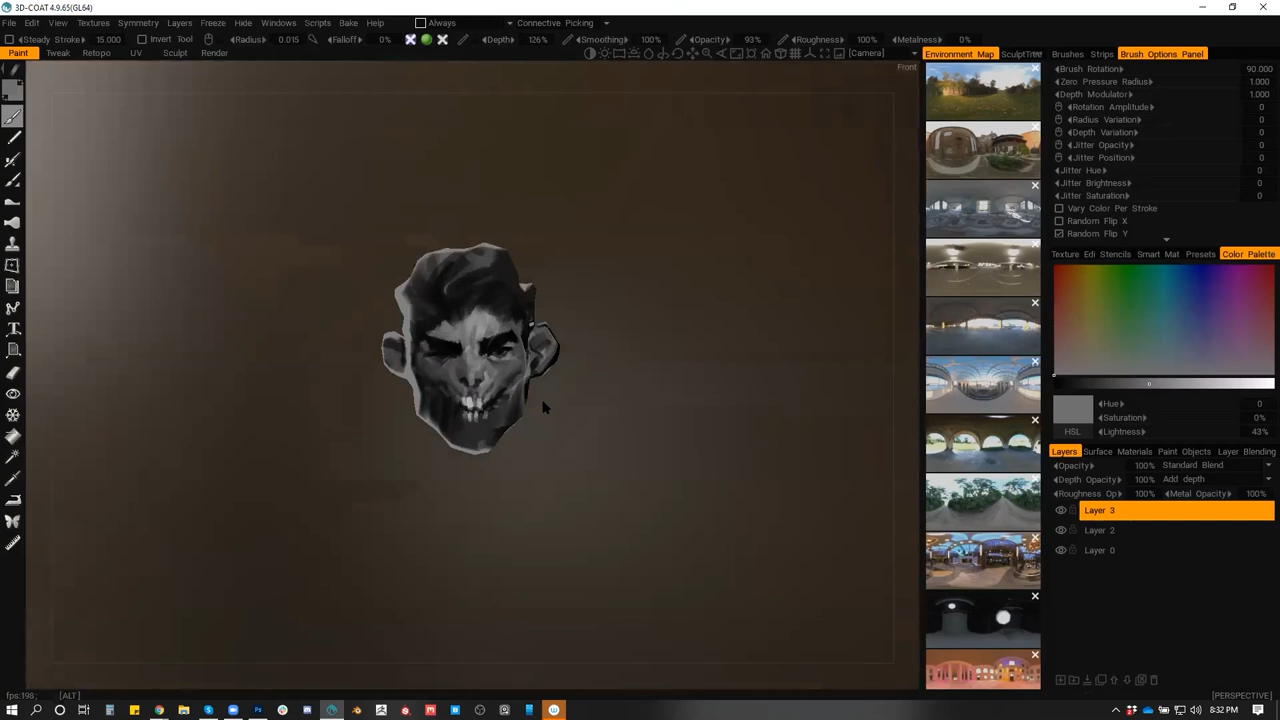 3D-COAT 4.9.65(GL64)
File Edit View Textures Symmetry Layers Freeze Hide Windows Scripts Bake Help Always Connective Picking
Steady Stroke 15.000 Invert Tool Radius 0.015 Falloff 0% Depth 126% Smoothing 100% Opacity 93% Roughness 100% Metalness 0%
Paint Tweak Retopo UV Sculpt Render [Camera] Environment Map SculptTree Brushes Strips Brush Options Panel
Front
Brush Rotation 90.000
Zero Pressure Radius 1.000
Depth Modulator 1.000
Rotation Amplitude 0
Radius Variation 0
Depth Variation 0
Jitter Opacity 0
Jitter Position 0
Jitter Hue 0
Jitter Brightness 0
Jitter Saturation 0
Vary Color Per Stroke
Random Flip X
Random Flip Y
Texture Edi Stencils Smart Mat Presets Color Palette
Hue 0
Saturation 0%
HSL Lightness 43%
Layers Surface Materials Paint Objects Layer Blending
Opacity 100% Standard Blend
Depth Opacity 100% Add depth
Roughness Op 100% Metal Opacity 100%
Layer 3
Layer 2
Layer 0
fps:198; [ALT] [PERSPECTIVE]
8:32 PM